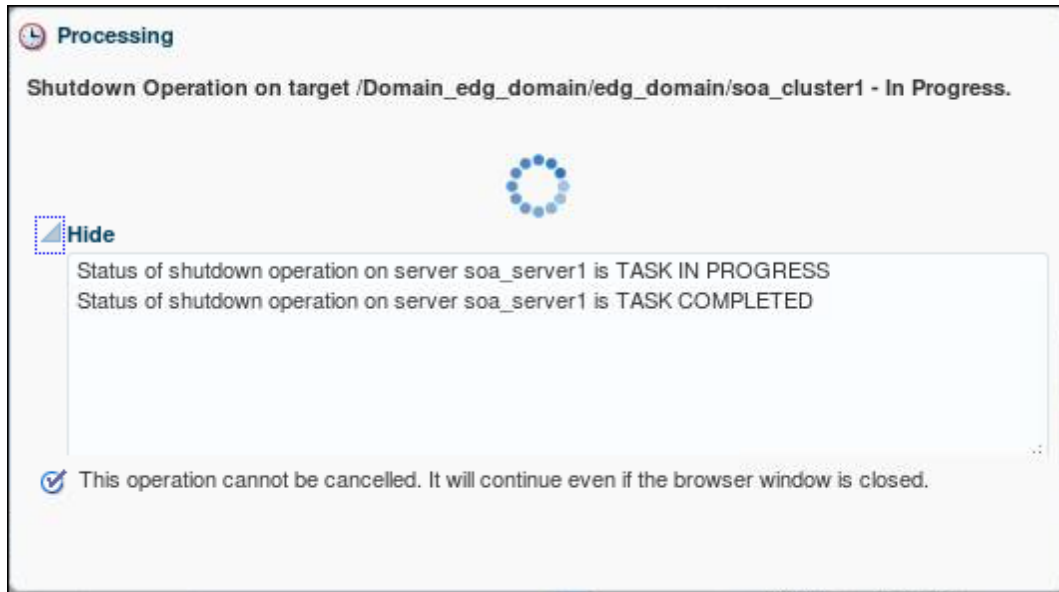 Processing
Shutdown Operation on target /Domain_edg_domain/edg_domain/soa_cluster1 - In Progress.
Hide
Status of shutdown operation on server soa_server1 is TASK IN PROGRESS
Status of shutdown operation on server soa_server1 is TASK COMPLETED
This operation cannot be cancelled. It will continue even if the browser window is closed.